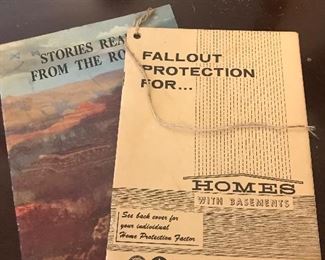 STORIES REA
FROM THE RO
FALLOUT
PROTECTION
FOR...
HOMES
WITH BASEMENTS
See back cover for
your individual
Home Protection Factor